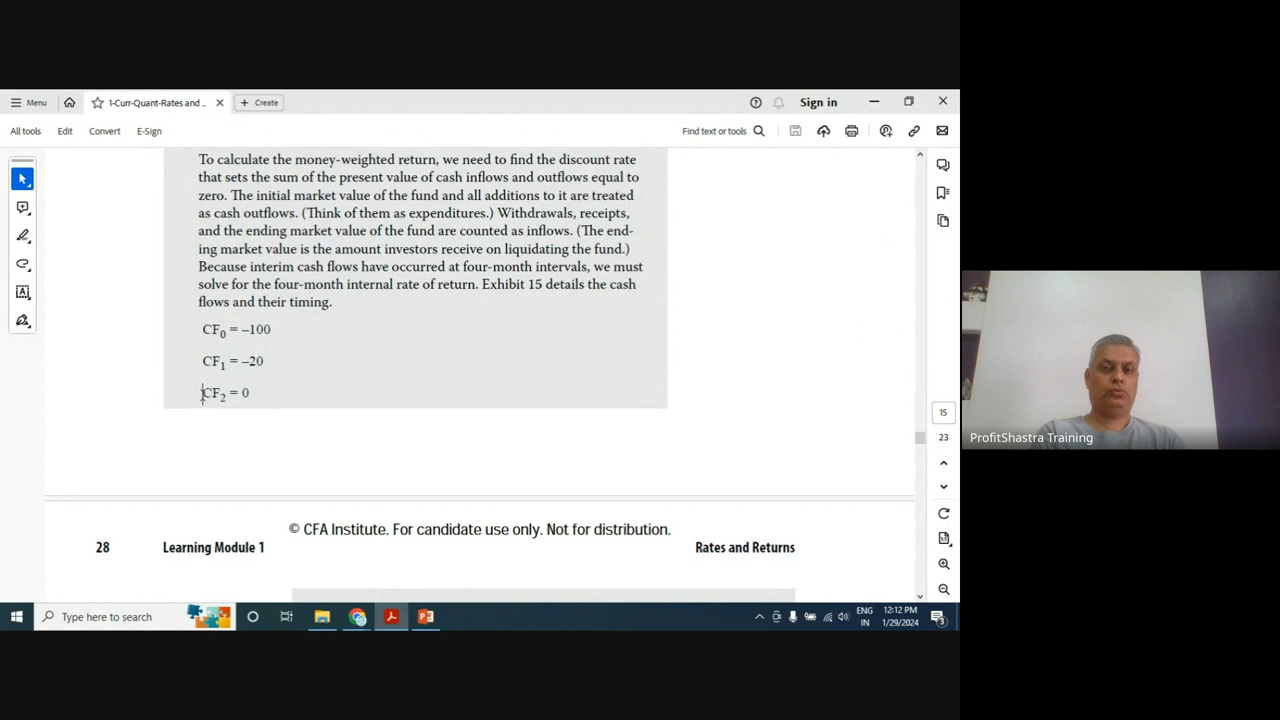 Menu
1-Curr-Quant-Rates and ...
Create
Sign in
All tools
Edit
Convert
E-Sign
Find text or tools
To calculate the money-weighted return, we need to find the discount rate
that sets the sum of the present value of cash inflows and outflows equal to
zero. The initial market value of the fund and all additions to it are treated
as cash outflows. (Think of them as expenditures.) Withdrawals, receipts,
and the ending market value of the fund are counted as inflows. (The end-
ing market value is the amount investors receive on liquidating the fund.)
Because interim cash flows have occurred at four-month intervals, we must
solve for the four-month internal rate of return. Exhibit 15 details the cash
flows and their timing.
CF0 = –100
CF1 = –20
CF2 = 0
15
23
ProfitShastra Training
© CFA Institute. For candidate use only. Not for distribution.
28 Learning Module 1 Rates and Returns
Type here to search
ENG
IN
12:12 PM
1/29/2024
3